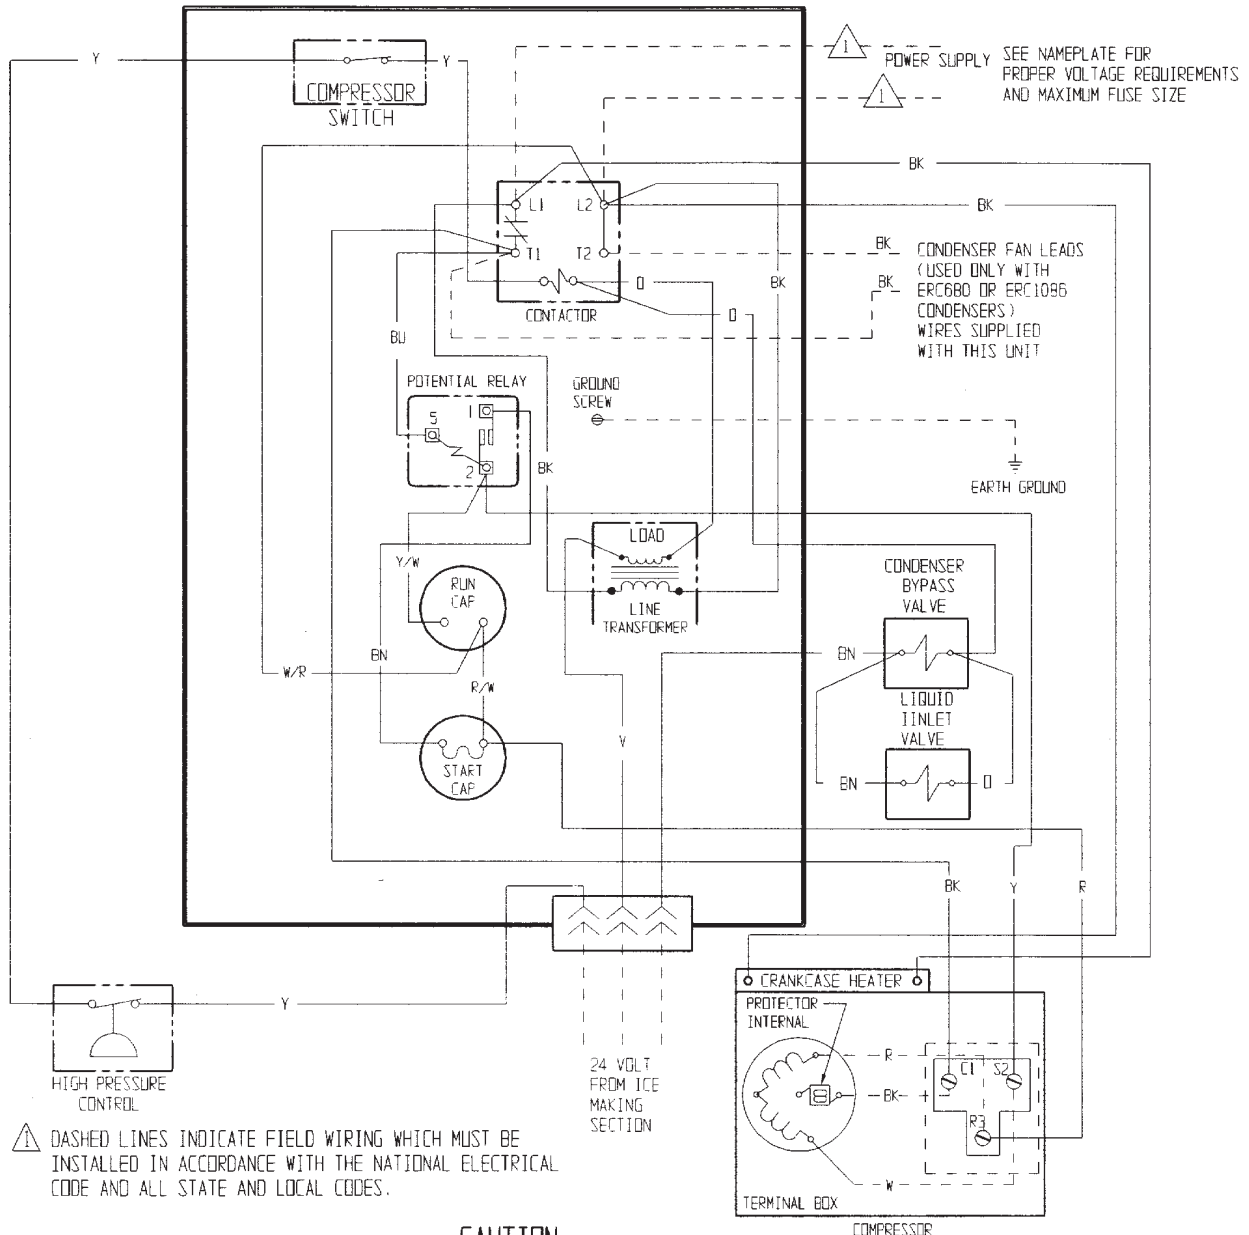 Y
Y
COMPRESSOR
SWITCH
1
POWER SUPPLY
1
SEE NAMEPLATE FOR
PROPER VOLTAGE REQUIREMENTS
AND MAXIMUM FUSE SIZE
BK
L1
L2
BK
T1
T2
BK
CONDENSER FAN LEADS
(USED ONLY WITH
ERC680 OR ERC1086
CONDENSERS)
WIRES SUPPLIED
WITH THIS UNIT
BK
BK
O
O
CONTACTOR
BU
POTENTIAL RELAY
5
1
2
GROUND
SCREW
BK
EARTH GROUND
LOAD
LINE
TRANSFORMER
Y/W
RUN
CAP
CONDENSER
BYPASS
VALVE
BN
BN
W/R
R/W
LIQUID
IINLET
VALVE
V
START
CAP
BN
O
BK
Y
R
CRANKCASE HEATER
PROTECTOR
INTERNAL
Y
R
C1
S2
BK
R3
W
TERMINAL BOX
COMPRESSOR
HIGH PRESSURE
CONTROL
24 VOLT
FROM ICE
MAKING
SECTION
1 DASHED LINES INDICATE FIELD WIRING WHICH MUST BE
INSTALLED IN ACCORDANCE WITH THE NATIONAL ELECTRICAL
CODE AND ALL STATE AND LOCAL CODES.
CAUTION